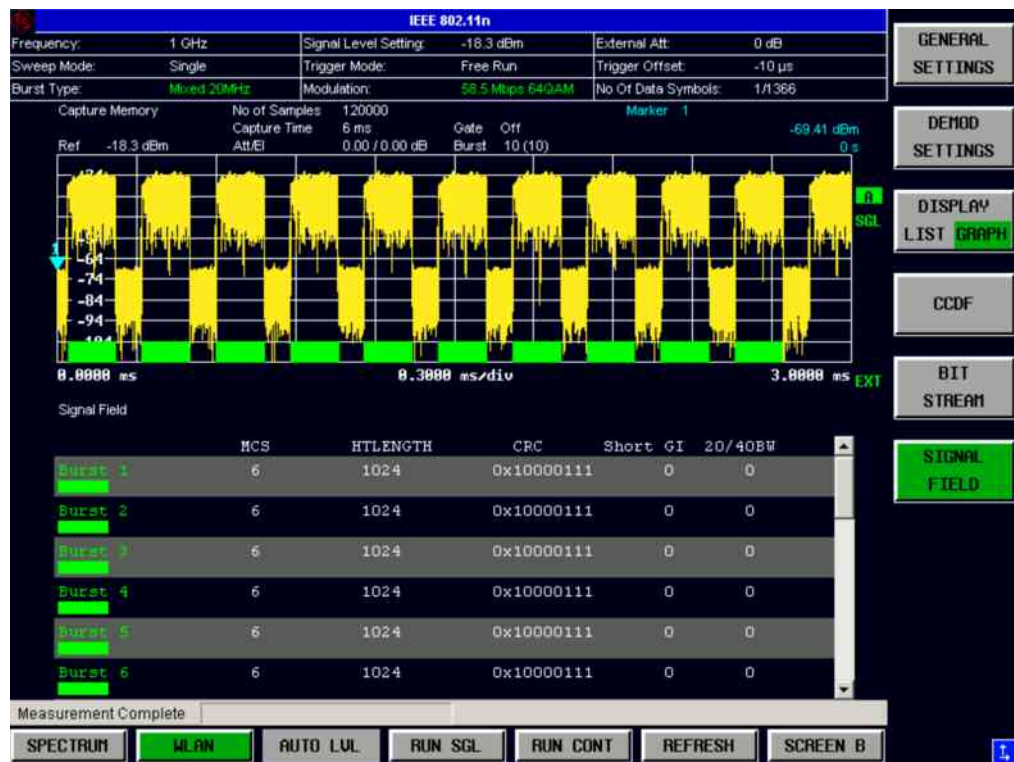 IEEE 802.11n
Frequency: 1 GHz Signal Level Setting: -18.3 dBm External Att: 0 dB
Sweep Mode: Single Trigger Mode: Free Run Trigger Offset: -10 µs
Burst Type: Mixed 20MHz Modulation: 58.5 Mbps 64QAM No Of Data Symbols: 1/1366
Capture Memory No of Samples 120000 Marker 1
Capture Time 6 ms Gate Off -69.41 dBm
Ref -18.3 dBm Att/El 0.00 / 0.00 dB Burst 10 (10) 0 s
A
SGL
1
-64
-74
-84
-94
0.0000 ms 0.3000 ms/div 3.0000 ms EXT
Signal Field
MCS HTLENGTH CRC Short GI 20/40BW
Burst 1 6 1024 0x10000111 0 0
Burst 2 6 1024 0x10000111 0 0
Burst 3 6 1024 0x10000111 0 0
Burst 4 6 1024 0x10000111 0 0
Burst 5 6 1024 0x10000111 0 0
Burst 6 6 1024 0x10000111 0 0
Measurement Complete
SPECTRUM WLAN AUTO LVL RUN SGL RUN CONT REFRESH SCREEN B
GENERAL
SETTINGS
DEMOD
SETTINGS
DISPLAY
LIST GRAPH
CCDF
BIT
STREAM
SIGNAL
FIELD